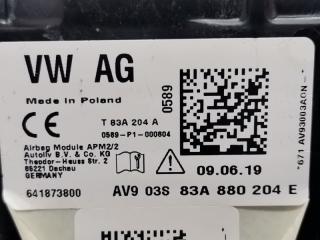 VW AG
Made in Poland
0589
T 83A 204 A
0589-P1-000804
Airbag Module APM2/2
Autoliv B.V. & Co. KG
Theodor-Heuss Str. 2
85221 Dachau
GERMANY
09.06.19
641873800
AV9 03S 83A 880 204 E